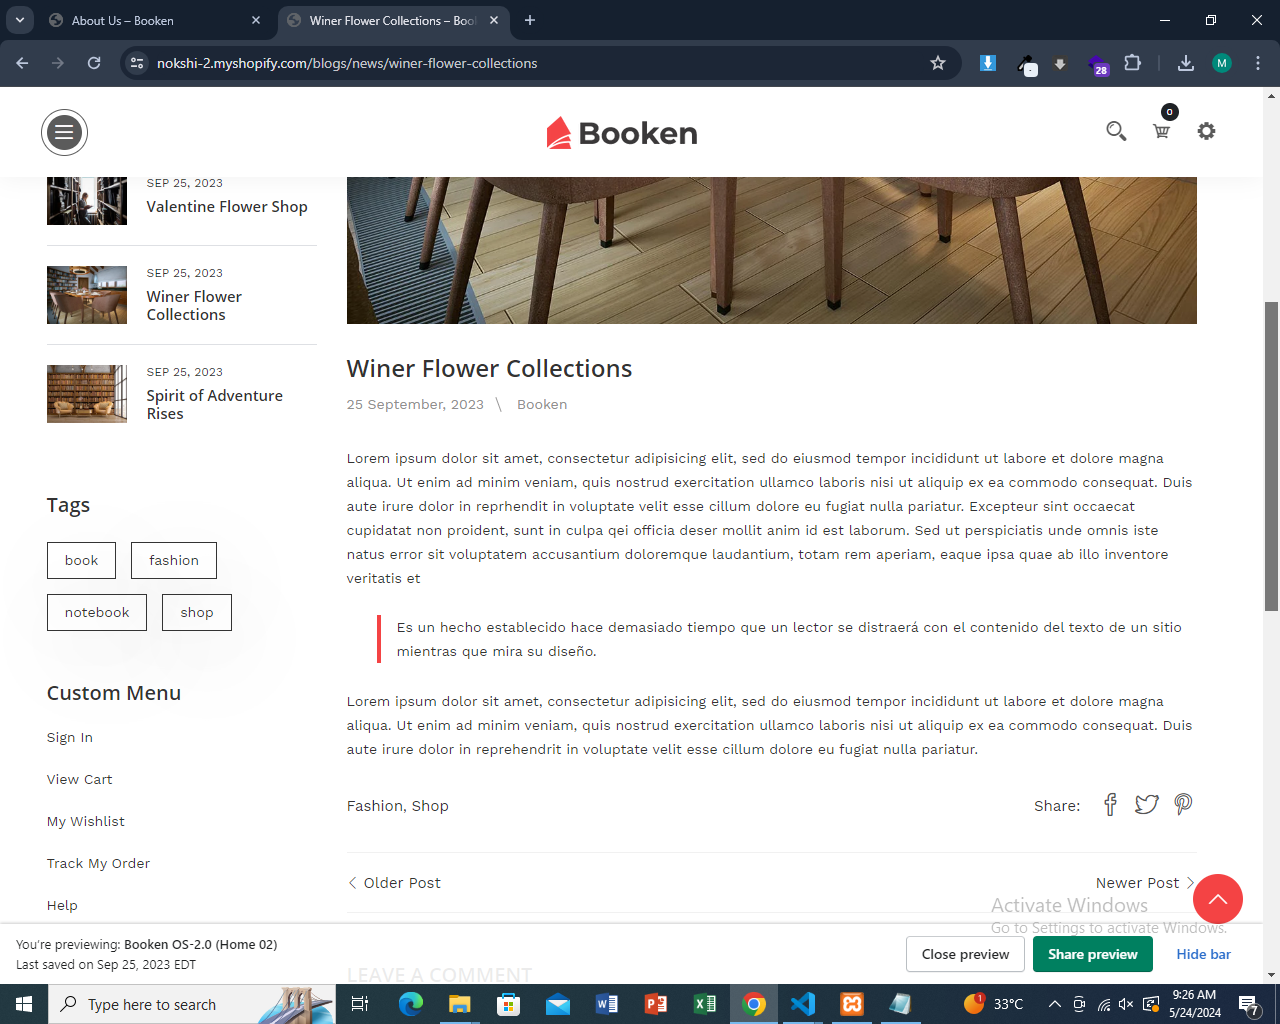 About Us – Booken
Winer Flower Collections – Boo
nokshi-2.myshopify.com/blogs/news/winer-flower-collections
28
M
Booken
0
SEP 25, 2023
Valentine Flower Shop
SEP 25, 2023
Winer Flower
Collections
SEP 25, 2023
Spirit of Adventure
Rises
Tags
book
fashion
notebook
shop
Custom Menu
Sign In
View Cart
My Wishlist
Track My Order
Help
Winer Flower Collections
25 September, 2023 \ Booken
Lorem ipsum dolor sit amet, consectetur adipisicing elit, sed do eiusmod tempor incididunt ut labore et dolore magna
aliqua. Ut enim ad minim veniam, quis nostrud exercitation ullamco laboris nisi ut aliquip ex ea commodo consequat. Duis
aute irure dolor in reprhendit in voluptate velit esse cillum dolore eu fugiat nulla pariatur. Excepteur sint occaecat
cupidatat non proident, sunt in culpa qei officia deser mollit anim id est laborum. Sed ut perspiciatis unde omnis iste
natus error sit voluptatem accusantium doloremque laudantium, totam rem aperiam, eaque ipsa quae ab illo inventore
veritatis et
Es un hecho establecido hace demasiado tiempo que un lector se distraerá con el contenido del texto de un sitio
mientras que mira su diseño.
Lorem ipsum dolor sit amet, consectetur adipisicing elit, sed do eiusmod tempor incididunt ut labore et dolore magna
aliqua. Ut enim ad minim veniam, quis nostrud exercitation ullamco laboris nisi ut aliquip ex ea commodo consequat. Duis
aute irure dolor in reprehendrit in voluptate velit esse cillum dolore eu fugiat nulla pariatur.
Fashion, Shop
Share:
Older Post
Newer Post
LEAVE A COMMENT
Activate Windows
Go to Settings to activate Windows.
You're previewing: Booken OS-2.0 (Home 02)
Last saved on Sep 25, 2023 EDT
Close preview
Share preview
Hide bar
Type here to search
1
33°C
9:26 AM
5/24/2024
7